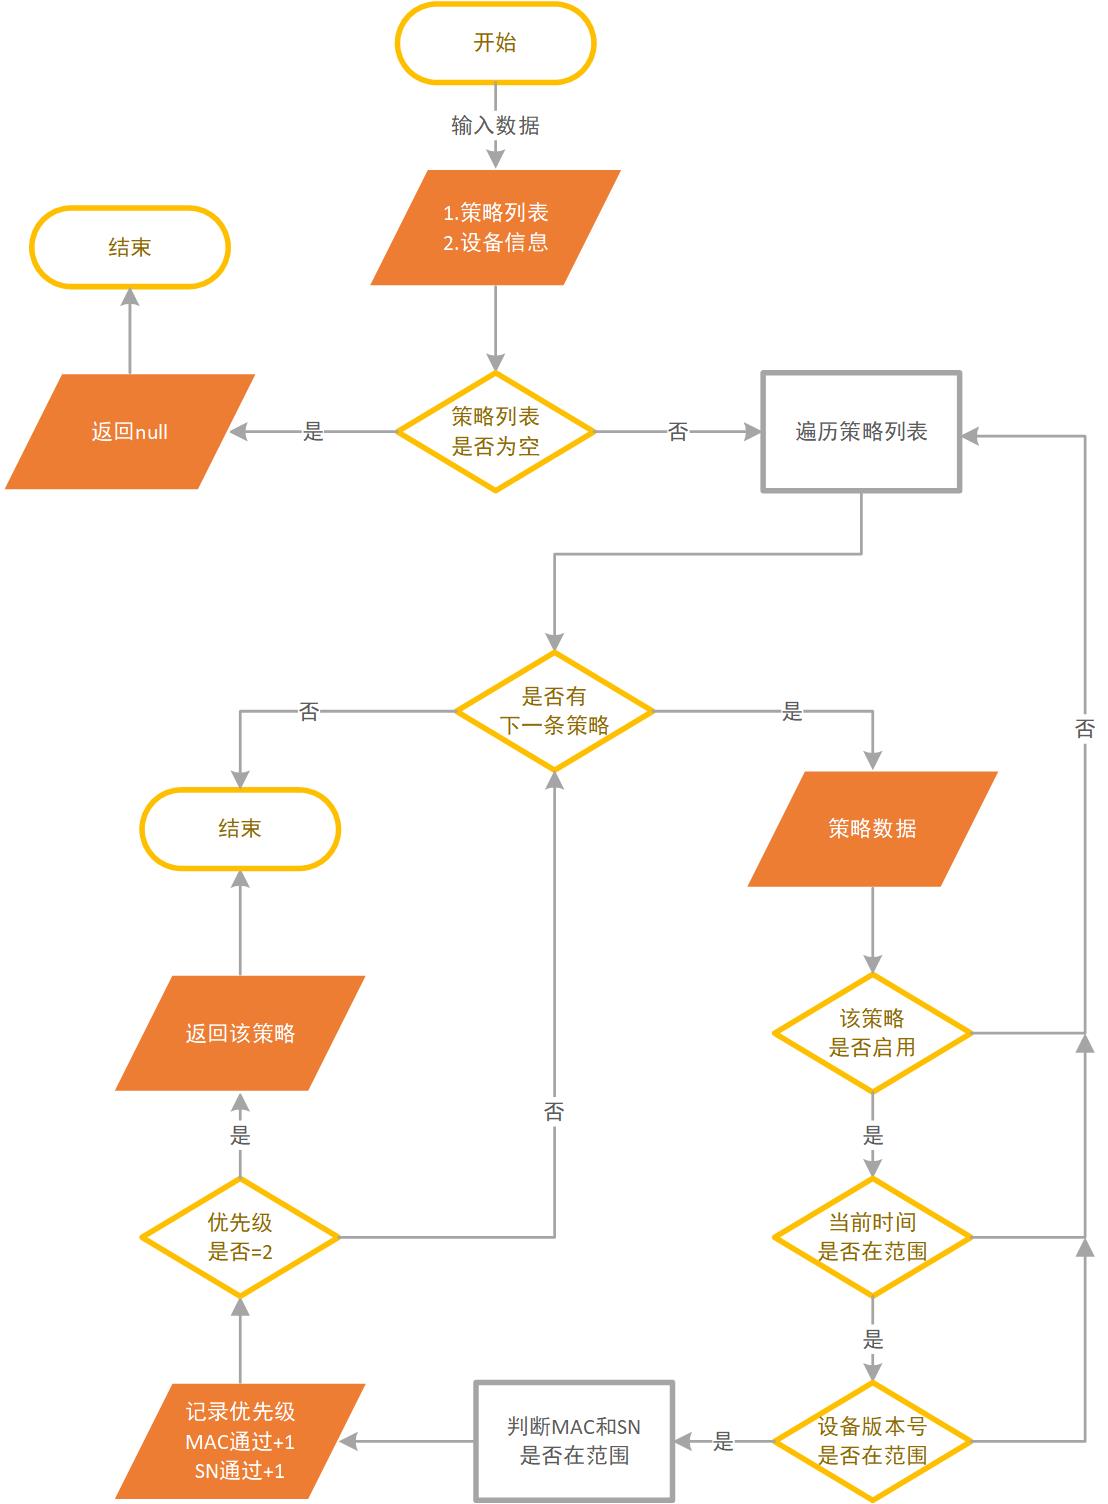 开始
输入数据
1.策略列表
2.设备信息
结束
返回null
是
策略列表
是否为空
否
遍历策略列表
否
是否有
下一条策略
是
否
结束
策略数据
返回该策略
该策略
是否启用
否
是
是
优先级
是否=2
当前时间
是否在范围
是
记录优先级
MAC通过+1
SN通过+1
判断MAC和SN
是否在范围
是
设备版本号
是否在范围